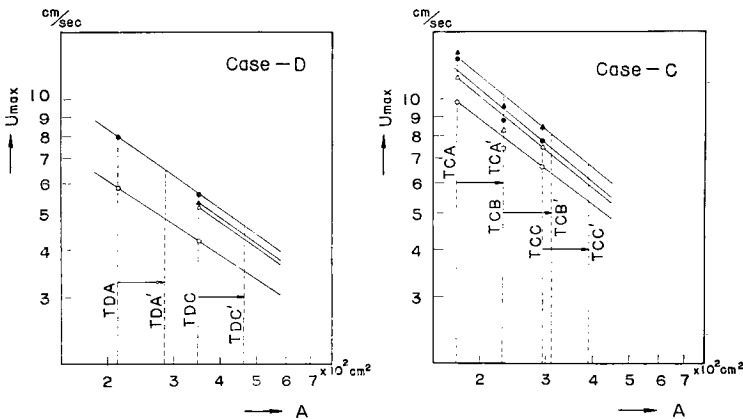 cm/sec
Case-D
Umax
10
9
8
7
6
5
4
3
TDA
TDA'
TDC
TDC'
2 3 4 5 6 7 ×10² cm²
A
cm/sec
Case-C
Umax
10
9
8
7
6
5
4
3
TCA
TCA'
TCB
TCB'
TCC
TCC'
2 3 4 5 6 7 ×10² cm²
A